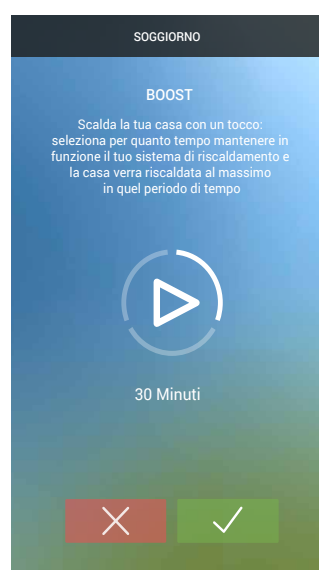 SOGGIORNO
BOOST
Scalda la tua casa con un tocco:
seleziona per quanto tempo mantenere in
funzione il tuo sistema di riscaldamento e
la casa verra riscaldata al massimo
in quel periodo di tempo
30 Minuti